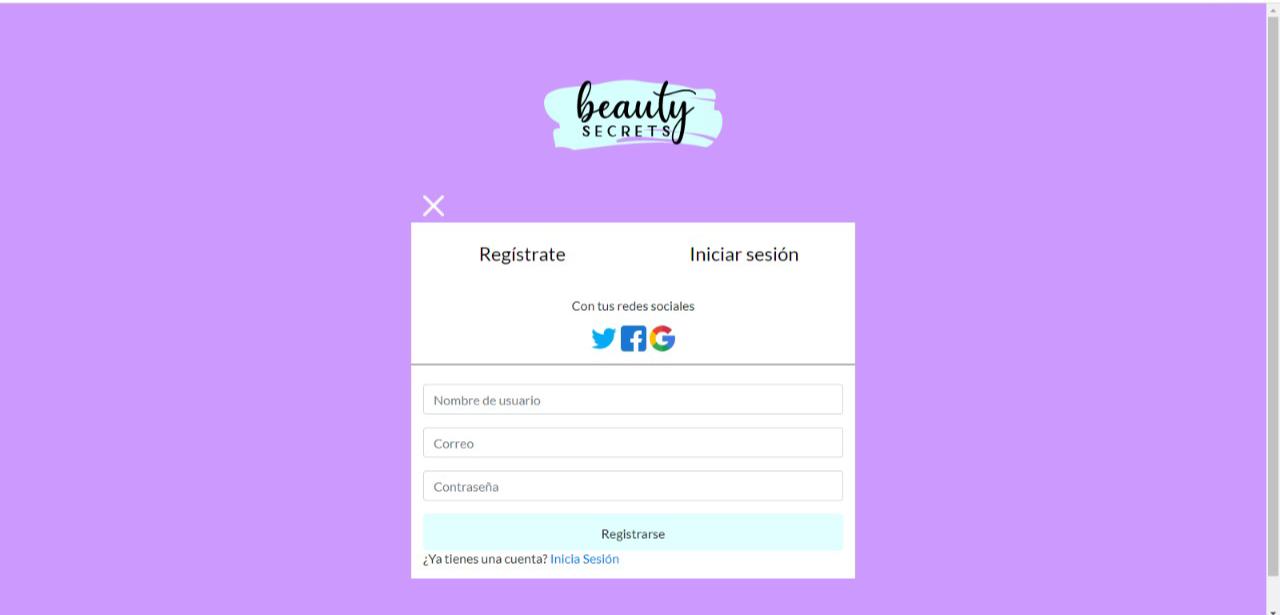 beauty
SECRETS
Regístrate
Iniciar sesión
Con tus redes sociales
Nombre de usuario
Correo
Contraseña
Registrarse
¿Ya tienes una cuenta? Inicia Sesión